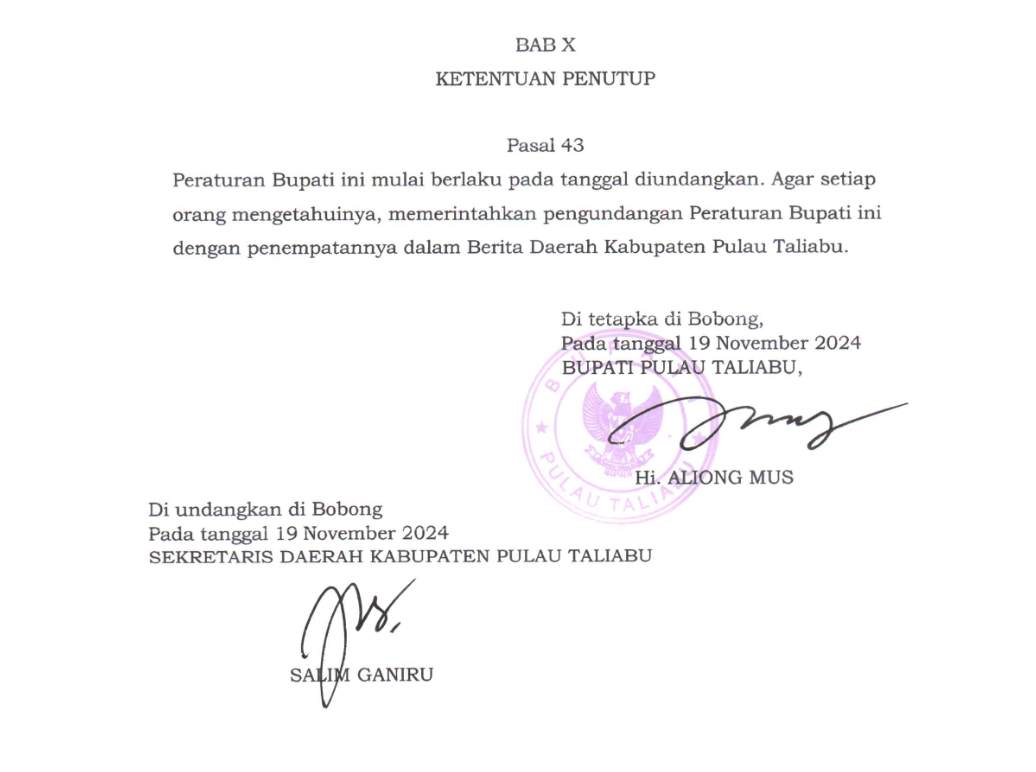 BAB X
KETENTUAN PENUTUP
Pasal 43
Peraturan Bupati ini mulai berlaku pada tanggal diundangkan. Agar setiap
orang mengetahuinya, memerintahkan pengundangan Peraturan Bupati ini
dengan penempatannya dalam Berita Daerah Kabupaten Pulau Taliabu.
Di tetapka di Bobong,
Pada tanggal 19 November 2024
BUPATI PULAU TALIABU,
BUPATI
PULAU TALIABU
Hi. ALIONG MUS
Di undangkan di Bobong
Pada tanggal 19 November 2024
SEKRETARIS DAERAH KABUPATEN PULAU TALIABU
SALIM GANIRU